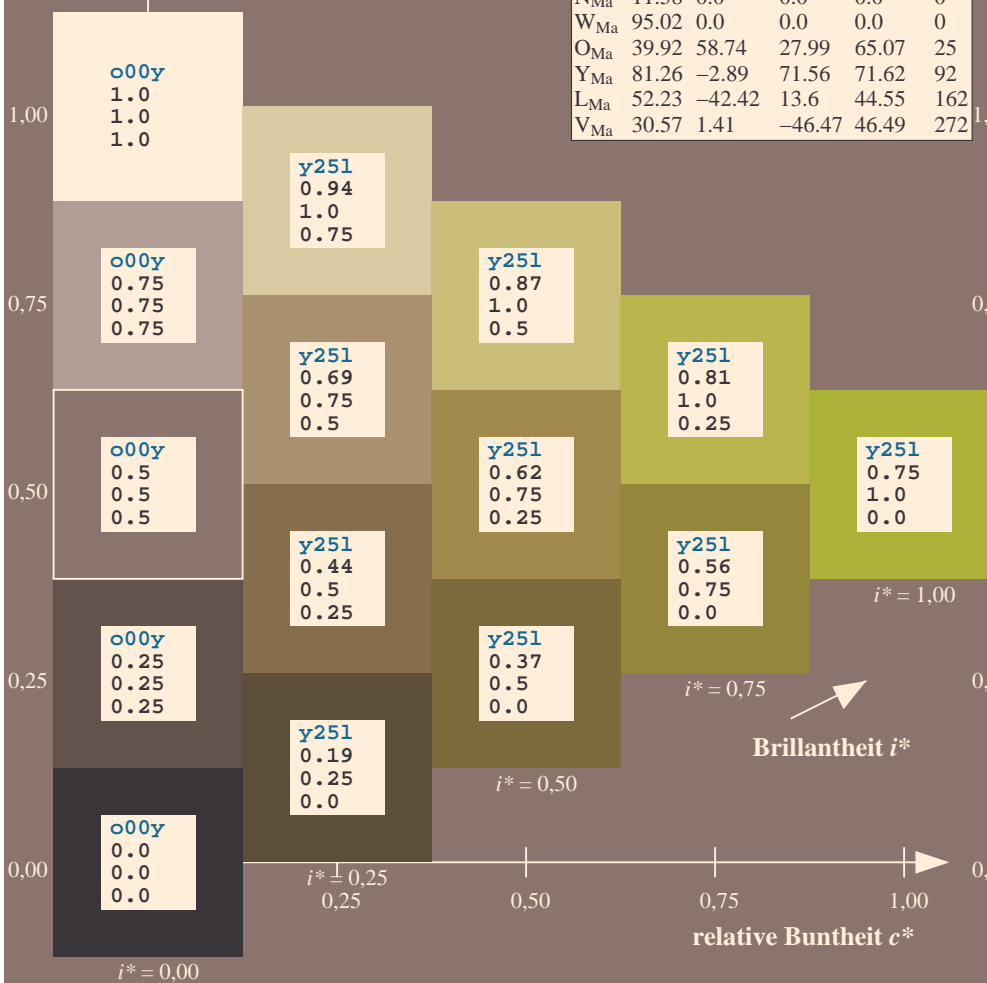 W_Ma 95.02 0.0 0.0 0.0 0
O_Ma 39.92 58.74 27.99 65.07 25
Y_Ma 81.26 –2.89 71.56 71.62 92
L_Ma 52.23 –42.42 13.6 44.55 162
V_Ma 30.57 1.41 –46.47 46.49 272
1,00
0,75
0,50
0,25
0,00
o00y
1.0
1.0
1.0
o00y
0.75
0.75
0.75
o00y
0.5
0.5
0.5
o00y
0.25
0.25
0.25
o00y
0.0
0.0
0.0
i* = 0,00
y25l
0.94
1.0
0.75
y25l
0.69
0.75
0.5
y25l
0.44
0.5
0.25
y25l
0.19
0.25
0.0
i* = 0,25
y25l
0.87
1.0
0.5
y25l
0.62
0.75
0.25
y25l
0.37
0.5
0.0
i* = 0,50
y25l
0.81
1.0
0.25
y25l
0.56
0.75
0.0
i* = 0,75
y25l
0.75
1.0
0.0
i* = 1,00
Brillantheit i*
0,25 0,50 0,75 1,00
relative Buntheit c*